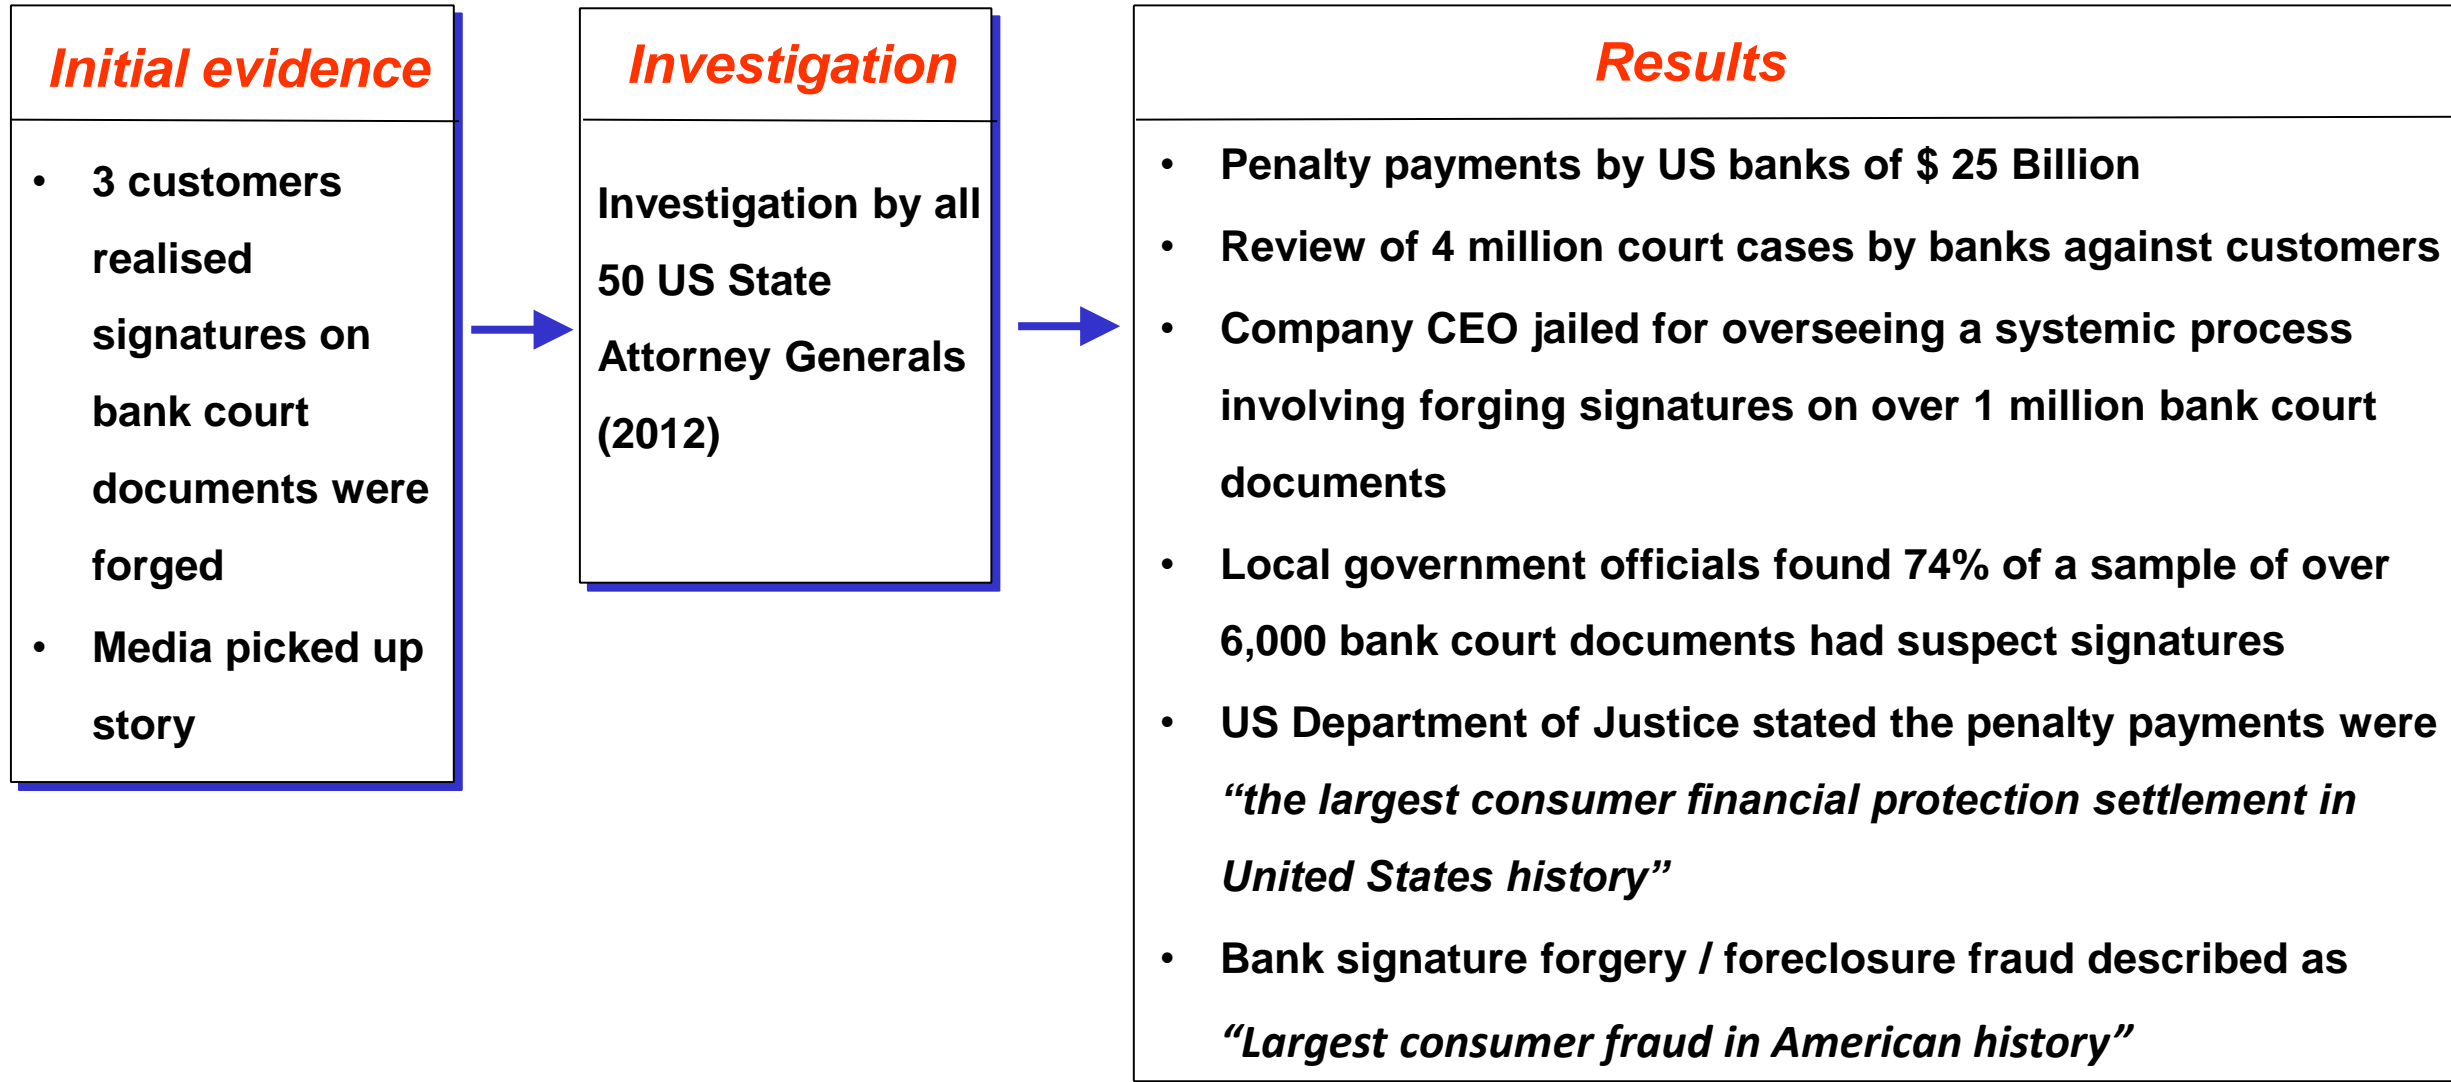 Initial evidence
• 3 customers
realised
signatures on
bank court
documents were
forged
• Media picked up
story
Investigation
Investigation by all
50 US State
Attorney Generals
(2012)
Results
• Penalty payments by US banks of $ 25 Billion
• Review of 4 million court cases by banks against customers
• Company CEO jailed for overseeing a systemic process
involving forging signatures on over 1 million bank court
documents
• Local government officials found 74% of a sample of over
6,000 bank court documents had suspect signatures
• US Department of Justice stated the penalty payments were
“the largest consumer financial protection settlement in
United States history”
• Bank signature forgery / foreclosure fraud described as
“Largest consumer fraud in American history”